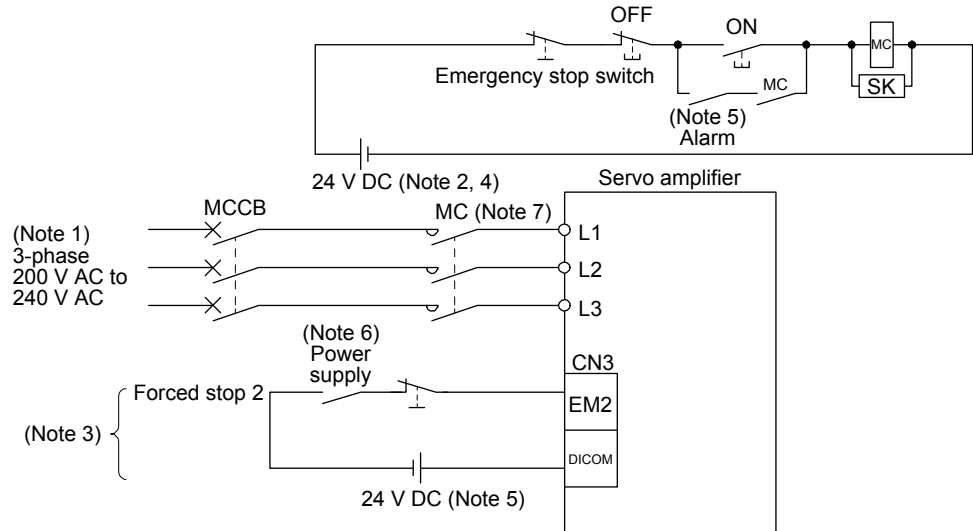 OFF
ON
MC
SK
Emergency stop switch
MC
(Note 5)
Alarm
24 V DC (Note 2, 4)
Servo amplifier
MCCB
MC (Note 7)
(Note 1)
3-phase
200 V AC to
240 V AC
L1
L2
L3
(Note 6)
Power
supply
CN3
Forced stop 2
EM2
(Note 3)
DICOM
24 V DC (Note 5)